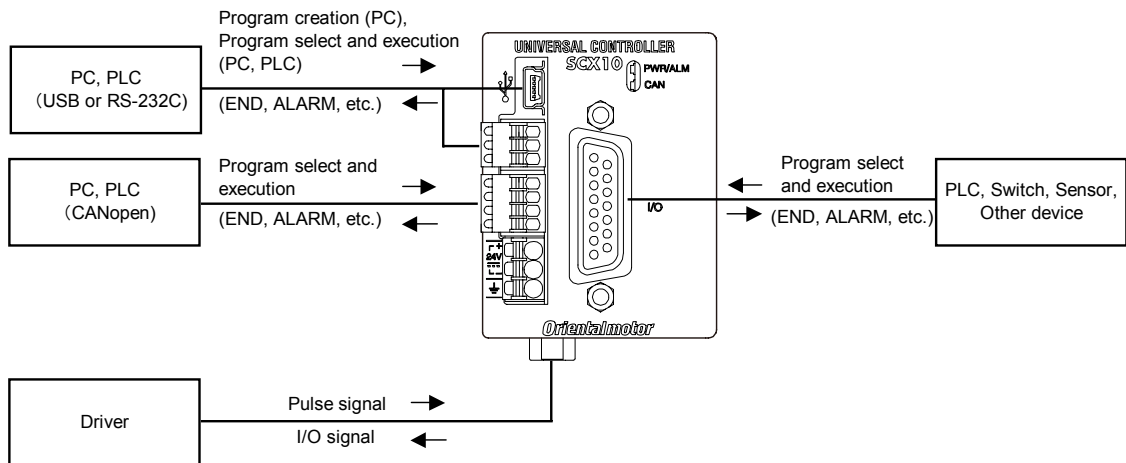 Program creation (PC),
Program select and execution
(PC, PLC)
(END, ALARM, etc.)
PC, PLC
(USB or RS-232C)
Program select and
execution
(END, ALARM, etc.)
PC, PLC
(CANopen)
UNIVERSAL CONTROLLER
SCX10
PWR/ALM
CAN
I/O
+
24V
-
Orientalmotor
Program select
and execution
(END, ALARM, etc.)
PLC, Switch, Sensor,
Other device
Driver
Pulse signal
I/O signal